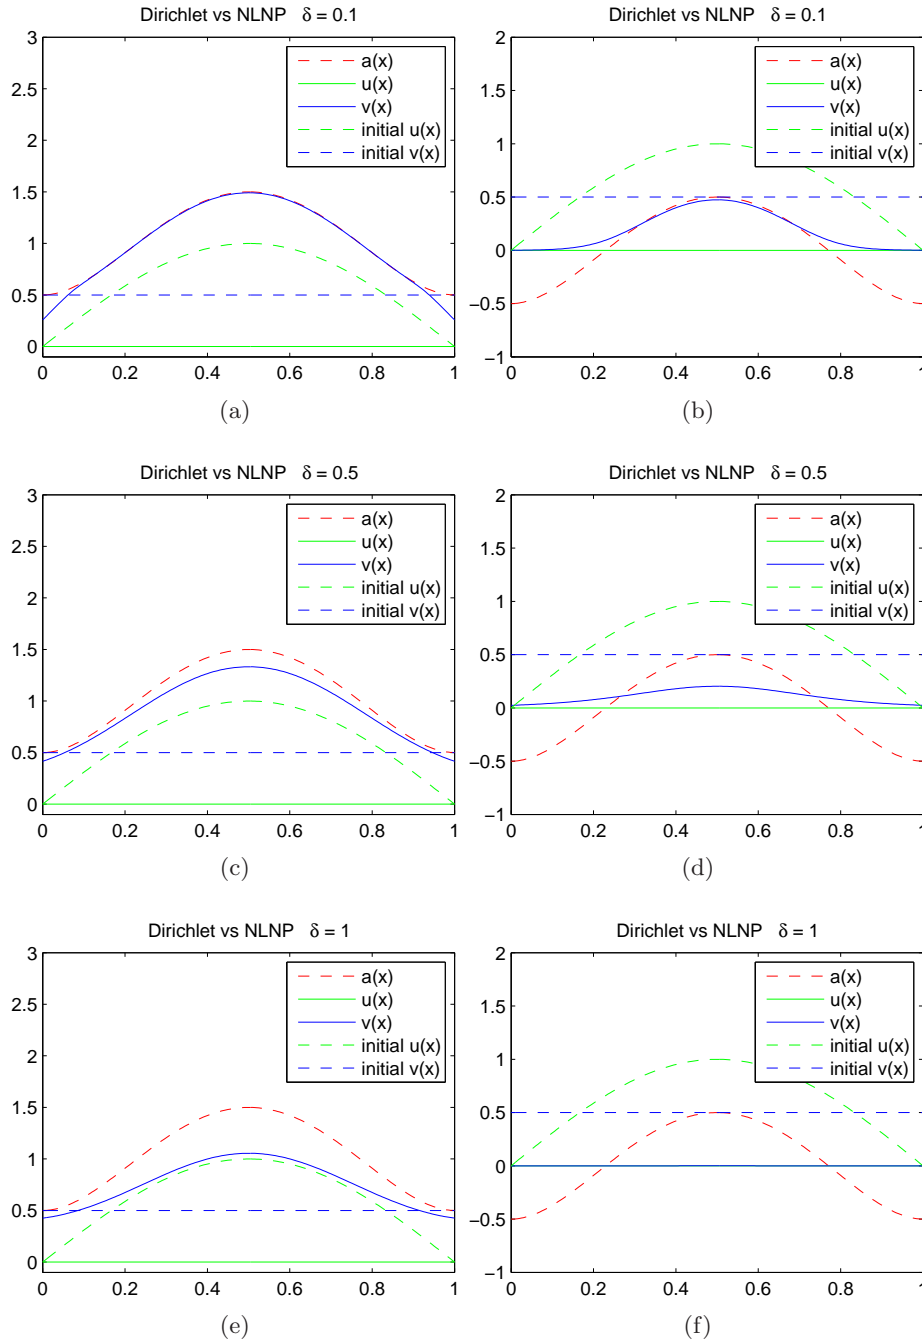 Dirichlet vs NLNP δ = 0.1
3
2.5
2
1.5
1
0.5
0
0 0.2 0.4 0.6 0.8 1
a(x)
u(x)
v(x)
initial u(x)
initial v(x)
(a)
Dirichlet vs NLNP δ = 0.1
2
1.5
1
0.5
0
−0.5
−1
0 0.2 0.4 0.6 0.8 1
a(x)
u(x)
v(x)
initial u(x)
initial v(x)
(b)
Dirichlet vs NLNP δ = 0.5
3
2.5
2
1.5
1
0.5
0
0 0.2 0.4 0.6 0.8 1
a(x)
u(x)
v(x)
initial u(x)
initial v(x)
(c)
Dirichlet vs NLNP δ = 0.5
2
1.5
1
0.5
0
−0.5
−1
0 0.2 0.4 0.6 0.8 1
a(x)
u(x)
v(x)
initial u(x)
initial v(x)
(d)
Dirichlet vs NLNP δ = 1
3
2.5
2
1.5
1
0.5
0
0 0.2 0.4 0.6 0.8 1
a(x)
u(x)
v(x)
initial u(x)
initial v(x)
(e)
Dirichlet vs NLNP δ = 1
2
1.5
1
0.5
0
−0.5
−1
0 0.2 0.4 0.6 0.8 1
a(x)
u(x)
v(x)
initial u(x)
initial v(x)
(f)